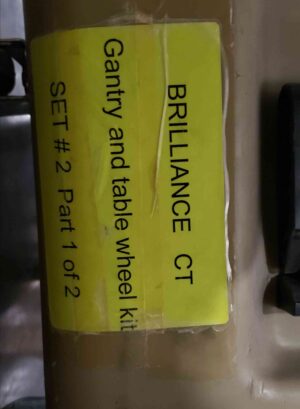 BRILLIANCE CT
Gantry and table wheel kit
SET # 2 Part 1 of 2